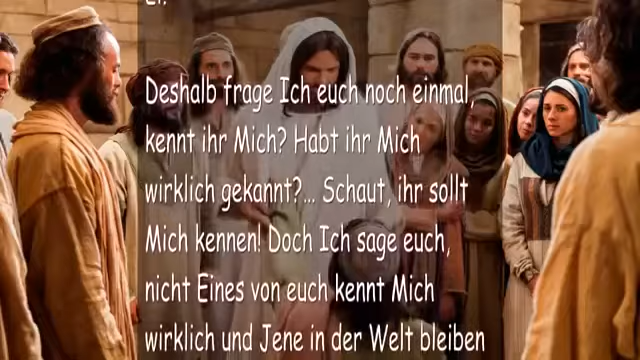 Deshalb frage Ich euch noch einmal,
kennt ihr Mich? Habt ihr Mich
wirklich gekannt?... Schaut, ihr sollt
Mich kennen! Doch Ich sage euch,
nicht Eines von euch kennt Mich
wirklich und Jene in der Welt bleiben